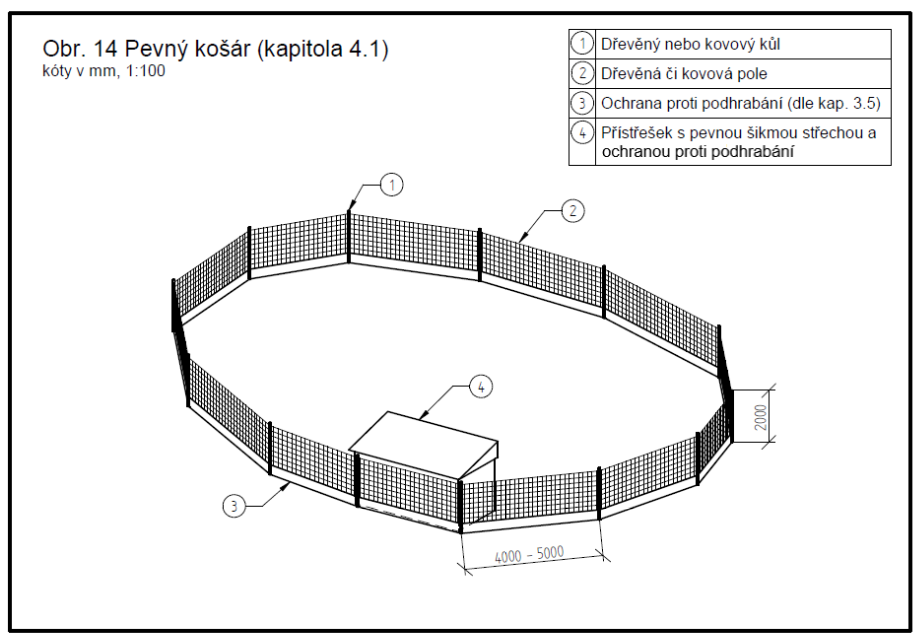 Obr. 14 Pevný košár (kapitola 4.1)
kóty v mm, 1:100
1 Dřevěný nebo kovový kůl
2 Dřevěná či kovová pole
3 Ochrana proti podhrabání (dle kap. 3.5)
4 Přístřešek s pevnou šikmou střechou a
ochranou proti podhrabání
1
2
4
2000
3
4000 - 5000